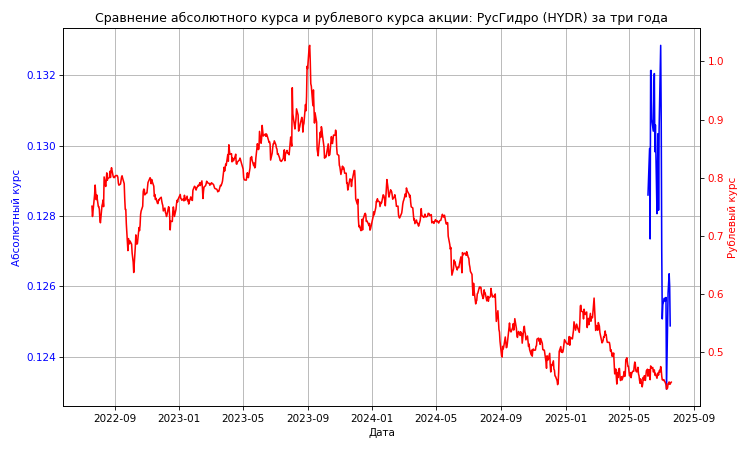 Сравнение абсолютного курса и рублевого курса акции: РусГидро (HYDR) за три года
Абсолютный курс
0.132
0.130
0.128
0.126
0.124
1.0
0.9
0.8
0.7
0.6
0.5
Рублевый курс
2022-09 2023-01 2023-05 2023-09 2024-01 2024-05 2024-09 2025-01 2025-05 2025-09
Дата